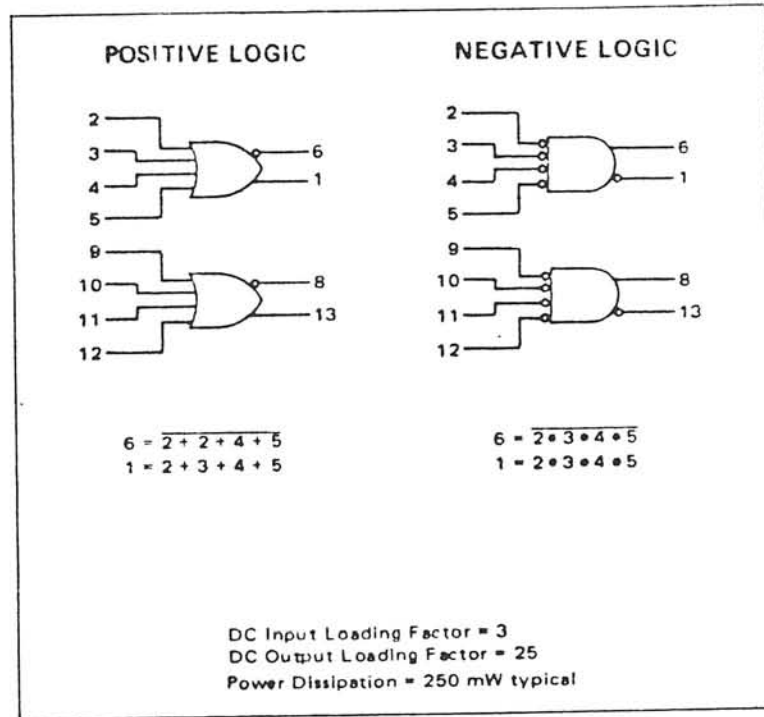 POSITIVE LOGIC
2
3
4
5
6
1
9
10
11
12
8
13
6 = 2 + 2 + 4 + 5
1 = 2 + 3 + 4 + 5
NEGATIVE LOGIC
2
3
4
5
6
1
9
10
11
12
8
13
6 = 2 • 3 • 4 • 5
1 = 2 • 3 • 4 • 5
DC Input Loading Factor = 3
DC Output Loading Factor = 25
Power Dissipation = 250 mW typical